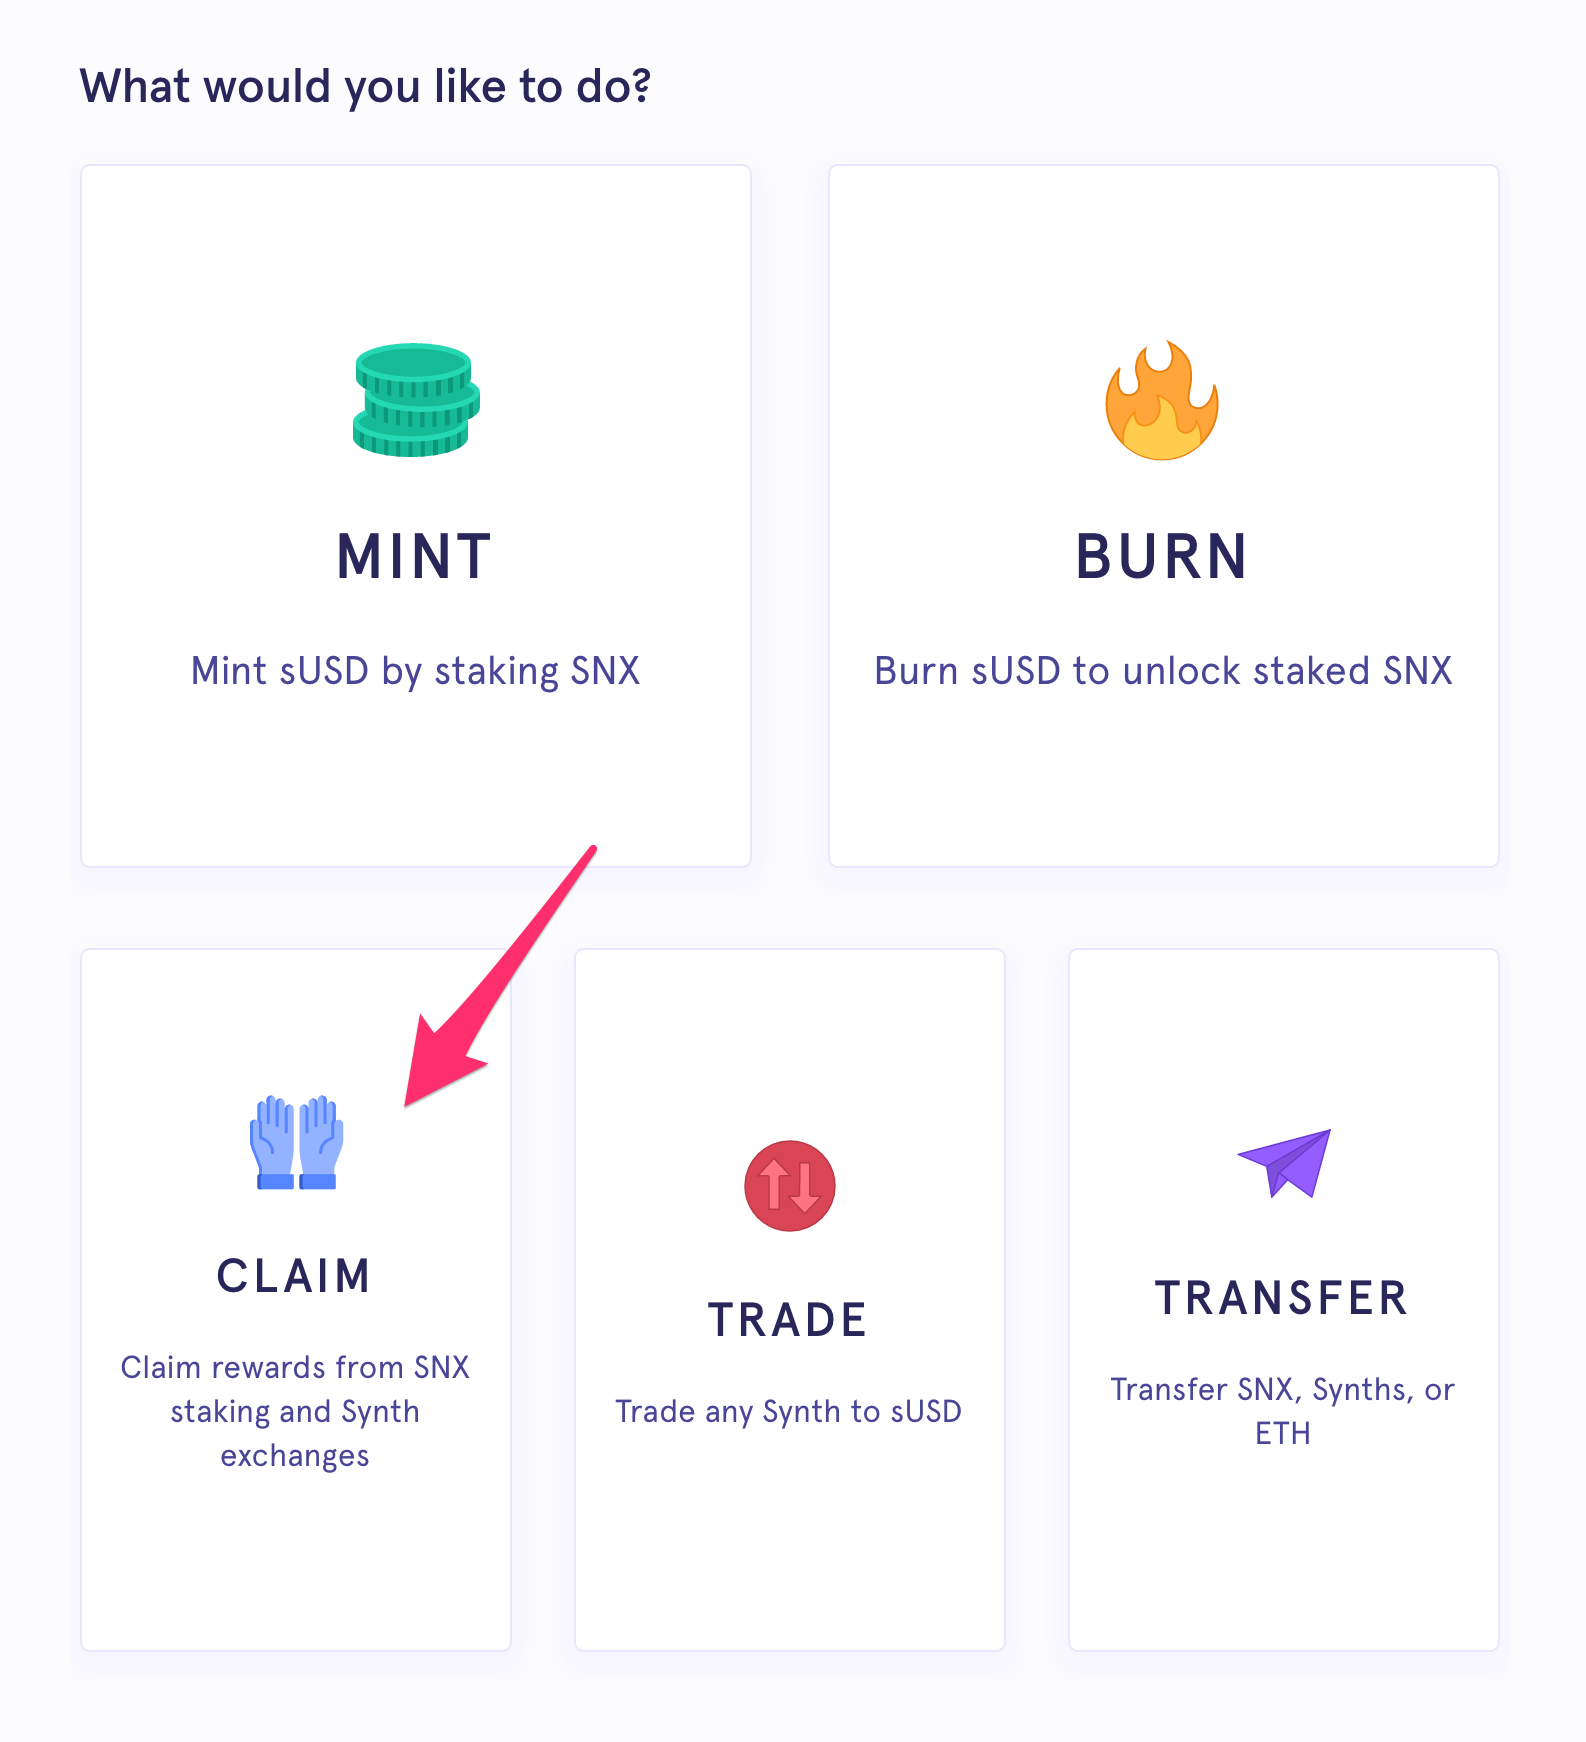 What would you like to do?
MINT
Mint sUSD by staking SNX
BURN
Burn sUSD to unlock staked SNX
CLAIM
Claim rewards from SNX
staking and Synth
exchanges
TRADE
Trade any Synth to sUSD
TRANSFER
Transfer SNX, Synths, or
ETH